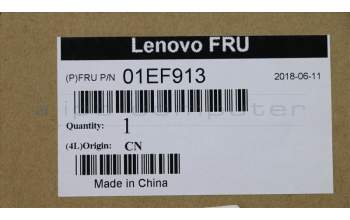 Lenovo FRU
(P)FRU P/N 01EF913 2018-06-11
Quantity: 1
(4L)Origin: CN
Made in China